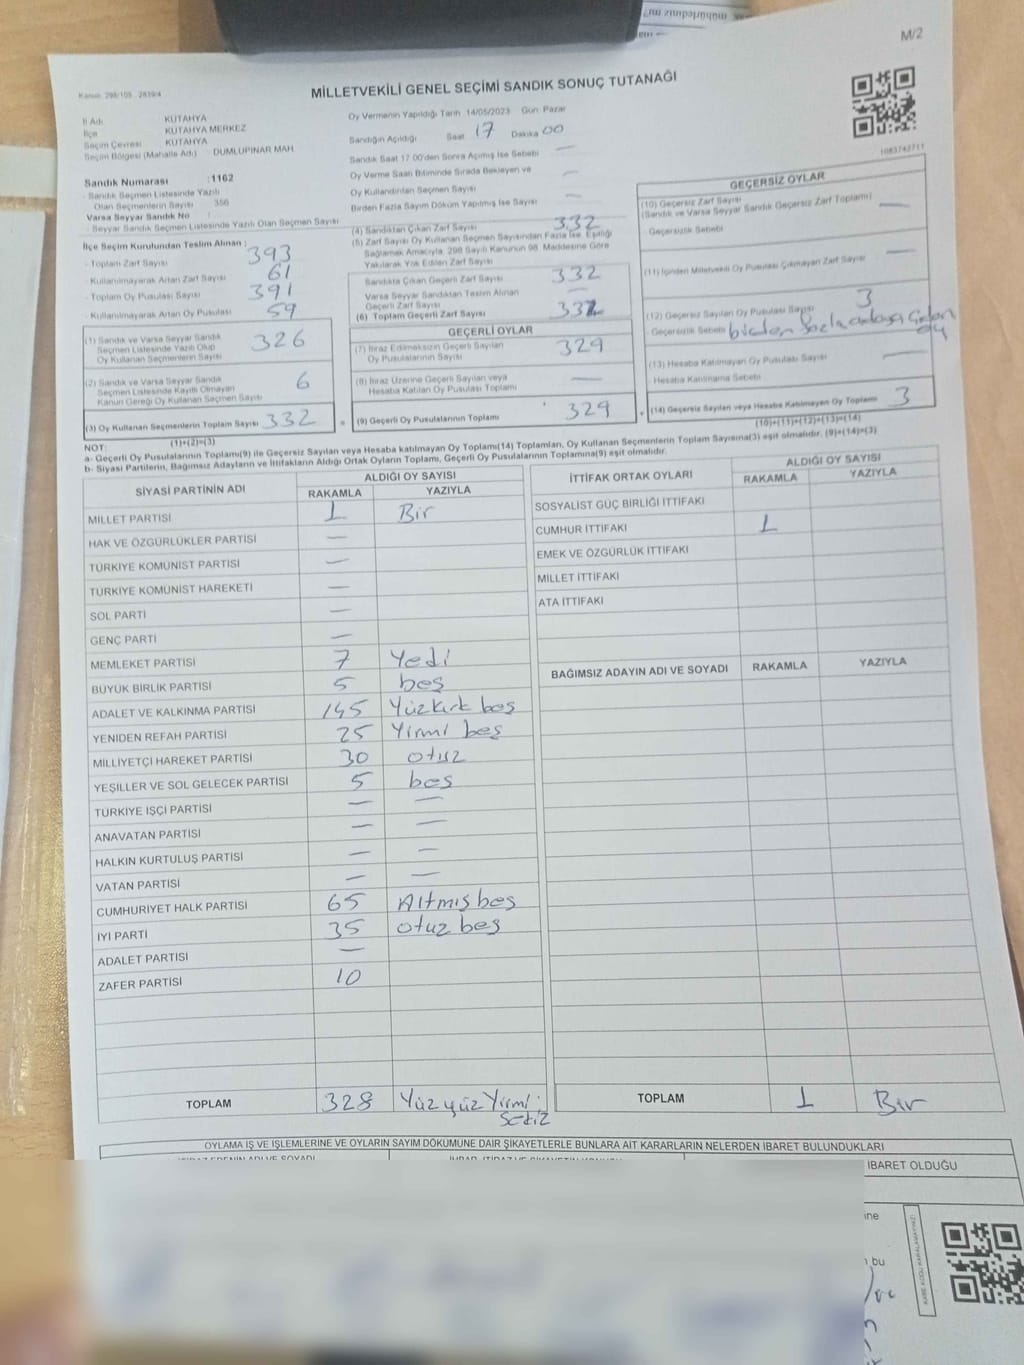 M/2
Kanun: 298/105 - 2839/4
MİLLETVEKİLİ GENEL SEÇİMİ SANDIK SONUÇ TUTANAĞI
İl Adı KUTAHYA
İlçe KUTAHYA MERKEZ
Seçim Çevresi KUTAHYA
Seçim Bölgesi (Mahalle Adı) : DUMLUPINAR MAH
Sandık Numarası :1162
Sandık Seçmen Listesinde Yazılı
Olan Seçmenlerin Sayısı 356
Varsa Seyyar Sandık No :
- Seyyar Sandık Seçmen Listesinde Yazılı Olan Seçmen Sayısı
İlçe Seçim Kurulundan Teslim Alınan :
- Toplam Zarf Sayısı 393
- Kullanılmayarak Artan Zarf Sayısı 61
- Toplam Oy Pusulası Sayısı 391
- Kullanılmayarak Artan Oy Pusulası 59
(1) Sandık ve Varsa Seyyar Sandık
Seçmen Listesinde Yazılı Olup
Oy Kullanan Seçmenlerin Sayısı 326
(2) Sandık ve Varsa Seyyar Sandık
Seçmen Listesinde Kayıtlı Olmayan
Kanun Gereği Oy Kullanan Seçmen Sayısı 6
(3) Oy Kullanan Seçmenlerin Toplam Sayısı 332
(1)+(2)=(3)
Oy Vermenin Yapıldığı Tarih 14/05/2023 Gün: Pazar
Sandığın Açıldığı Saat 17 Dakika 00
Sandık Saat 17.00'den Sonra Açılmış İse Sebebi —
Oy Verme Saati Bitiminde Sırada Bekleyen ve
Oy Kullandırılan Seçmen Sayısı —
Birden Fazla Sayım Döküm Yapılmış İse Sayısı —
(4) Sandıktan Çıkan Zarf Sayısı 332
(5) Zarf Sayısı Oy Kullanan Seçmen Sayısından Fazla İse, Eşitliği
Sağlamak Amacıyla, 298 Sayılı Kanunun 98. Maddesine Göre
Yakılarak Yok Edilen Zarf Sayısı
Sandıkta Çıkan Geçerli Zarf Sayısı 332
Varsa Seyyar Sandıktan Teslim Alınan
Geçerli Zarf Sayısı —
(6) Toplam Geçerli Zarf Sayısı 332
GEÇERLİ OYLAR
(7) İtiraz Edilmeksizin Geçerli Sayılan
Oy Pusulalarının Sayısı 329
(8) İtiraz Üzerine Geçerli Sayılan veya
Hesaba Katılan Oy Pusulası Toplamı —
(9) Geçerli Oy Pusulalarının Toplamı 329
1083743711
GEÇERSİZ OYLAR
(10) Geçersiz Zarf Sayısı
(Sandık ve Varsa Seyyar Sandık Geçersiz Zarf Toplamı) —
- Geçersizlik Sebebi
(11) İçinden Milletvekili Oy Pusulası Çıkmayan Zarf Sayısı —
(12) Geçersiz Sayılan Oy Pusulası Sayısı 3
Geçersizlik Sebebi birden fazla adaya çıkan
oy
(13) Hesaba Katılmayan Oy Pusulası Sayısı —
Hesaba Katılmama Sebebi
(14) Geçersiz Sayılan veya Hesaba Katılmayan Oy Toplamı 3
(10)+(11)+(12)+(13)=(14)
NOT:
a- Geçerli Oy Pusulalarının Toplamı(9) ile Geçersiz Sayılan veya Hesaba katılmayan Oy Toplamı(14) Toplamları, Oy Kullanan Seçmenlerin Toplam Sayısına(3) eşit olmalıdır. (9)+(14)=(3)
b- Siyasi Partilerin, Bağımsız Adayların ve İttifakların Aldığı Ortak Oyların Toplamı, Geçerli Oy Pusulalarının Toplamına(9) eşit olmalıdır.
SİYASİ PARTİNİN ADI ALDIĞI OY SAYISI
RAKAMLA YAZIYLA
MİLLET PARTİSİ 1 Bir
HAK VE ÖZGÜRLÜKLER PARTİSİ —
TÜRKİYE KOMÜNİST PARTİSİ —
TÜRKİYE KOMÜNİST HAREKETİ —
SOL PARTİ —
GENÇ PARTİ —
MEMLEKET PARTİSİ 7 Yedi
BÜYÜK BİRLİK PARTİSİ 5 beş
ADALET VE KALKINMA PARTİSİ 145 Yüzkırk beş
YENİDEN REFAH PARTİSİ 25 Yirmi beş
MİLLİYETÇİ HAREKET PARTİSİ 30 otuz
YEŞİLLER VE SOL GELECEK PARTİSİ 5 beş
TÜRKİYE İŞÇİ PARTİSİ — —
ANAVATAN PARTİSİ — —
HALKIN KURTULUŞ PARTİSİ — —
VATAN PARTİSİ — —
CUMHURİYET HALK PARTİSİ 65 Altmış beş
İYİ PARTİ 35 otuz beş
ADALET PARTİSİ —
ZAFER PARTİSİ 10
TOPLAM 328 Yüz yüz Yirmi
sekiz
İTTİFAK ORTAK OYLARI ALDIĞI OY SAYISI
RAKAMLA YAZIYLA
SOSYALİST GÜÇ BİRLİĞİ İTTİFAKI
CUMHUR İTTİFAKI 1
EMEK VE ÖZGÜRLÜK İTTİFAKI
MİLLET İTTİFAKI
ATA İTTİFAKI
BAĞIMSIZ ADAYIN ADI VE SOYADI RAKAMLA YAZIYLA
TOPLAM 1 Bir
OYLAMA İŞ VE İŞLEMLERİNE VE OYLARIN SAYIM DÖKÜMÜNE DAİR ŞİKAYETLERLE BUNLARA AİT KARARLARIN NELERDEN İBARET BULUNDUKLARI
İBARET OLDUĞU